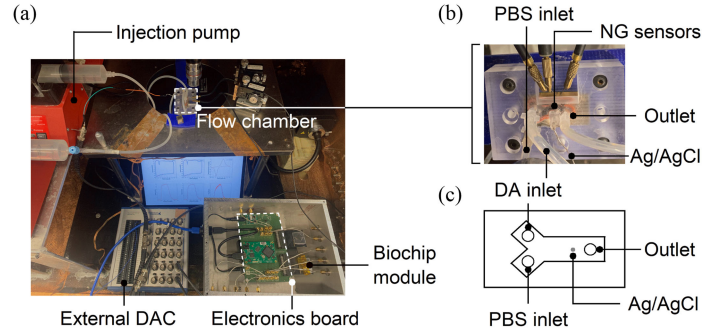 (a)
Injection pump
Flow chamber
External DAC
Electronics board
Biochip
module
(b)
PBS inlet
NG sensors
Outlet
Ag/AgCl
DA inlet
(c)
Outlet
Ag/AgCl
PBS inlet